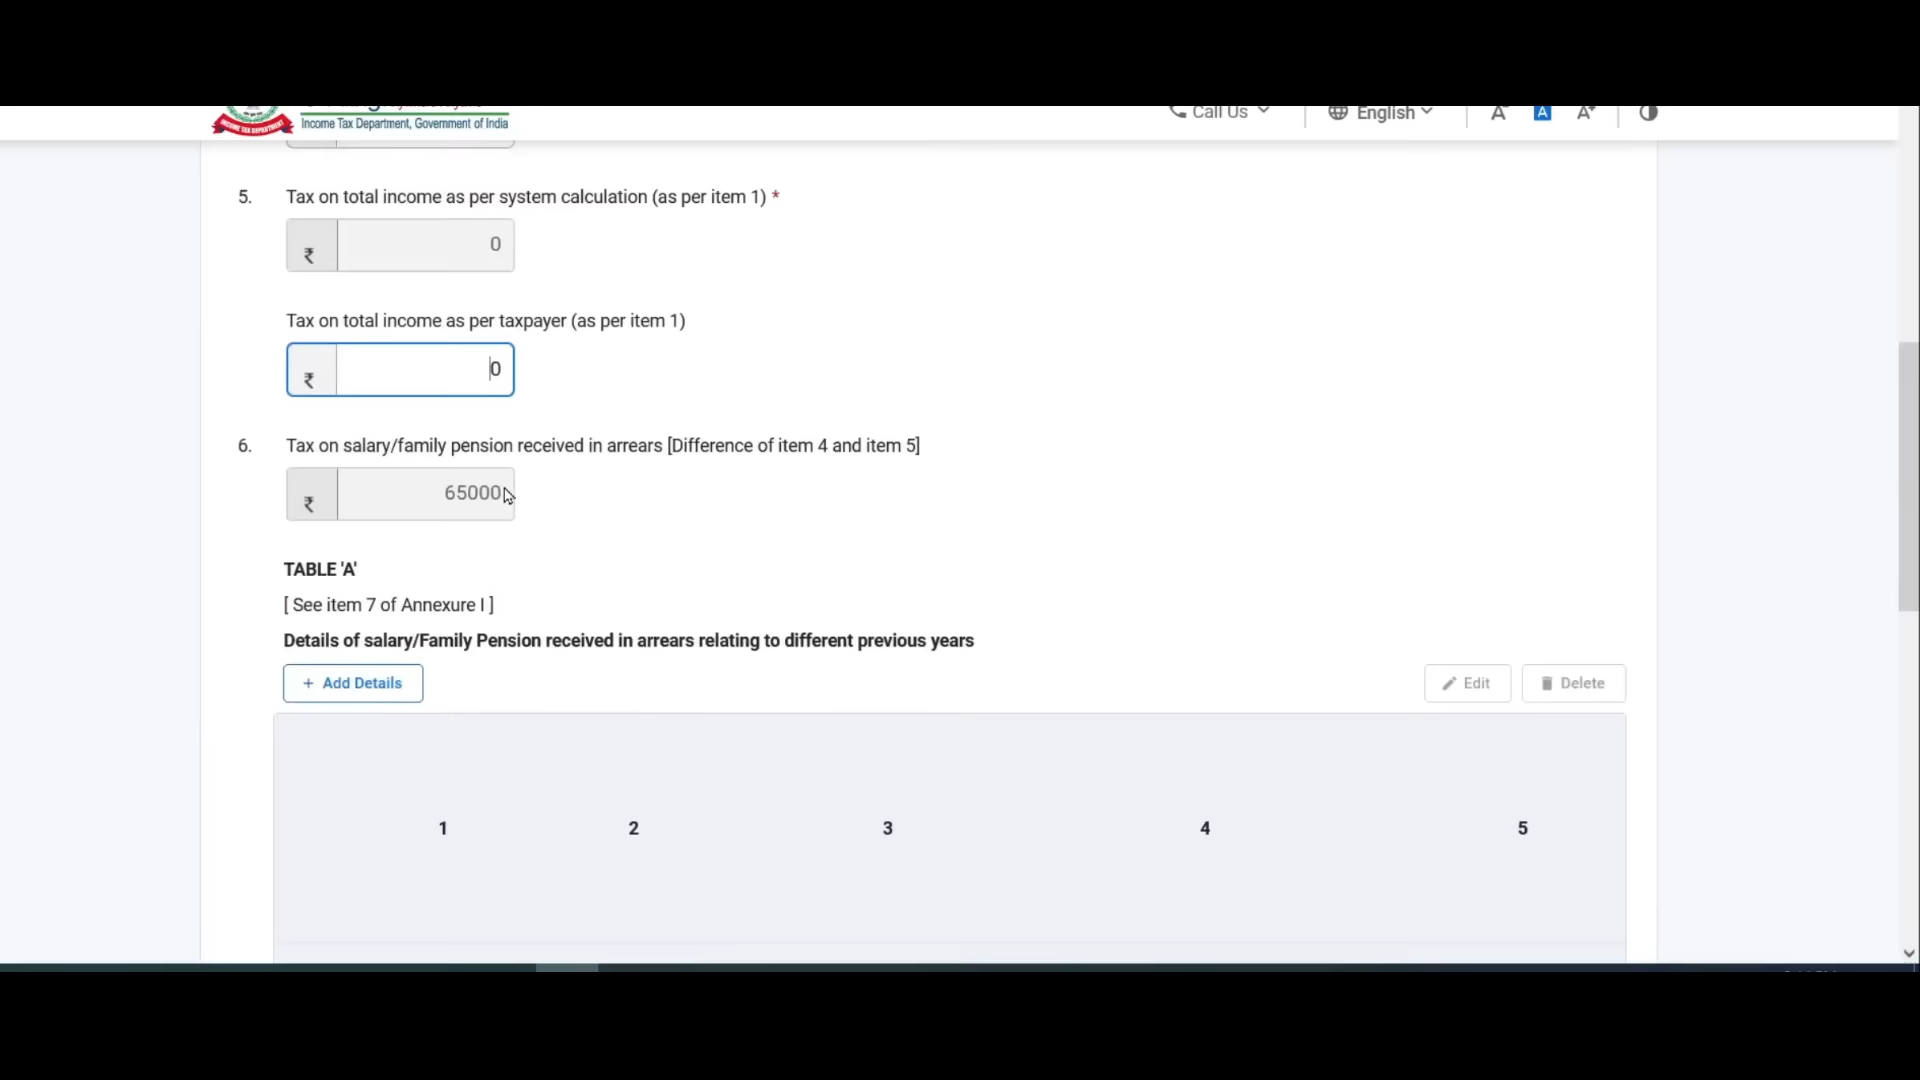 Income Tax Department, Government of India
Call Us
English
A A A+
INCOME TAX DEPARTMENT
5. Tax on total income as per system calculation (as per item 1) *
₹ 0
Tax on total income as per taxpayer (as per item 1)
₹ 0
6. Tax on salary/family pension received in arrears [Difference of item 4 and item 5]
₹ 65000
TABLE 'A'
[ See item 7 of Annexure I ]
Details of salary/Family Pension received in arrears relating to different previous years
+ Add Details
Edit
Delete
1 2 3 4 5